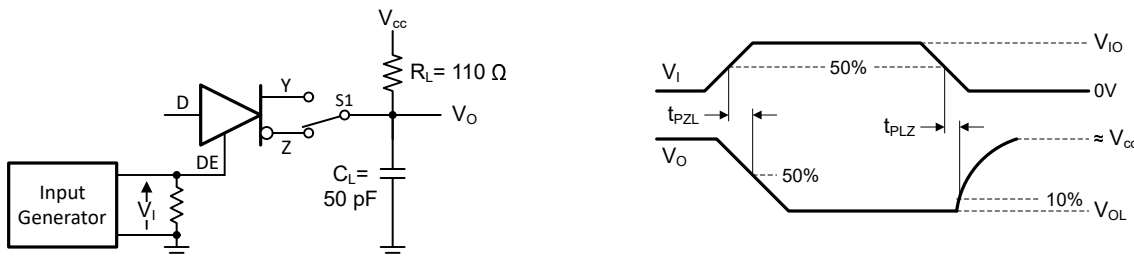 Vcc
RL= 110 Ω
Y
D
S1
VO
Z
DE
CL=
50 pF
Input
Generator
VI
VIO
VI
50%
0V
tPZL
tPLZ
≈ Vcc
VO
50%
10%
VOL